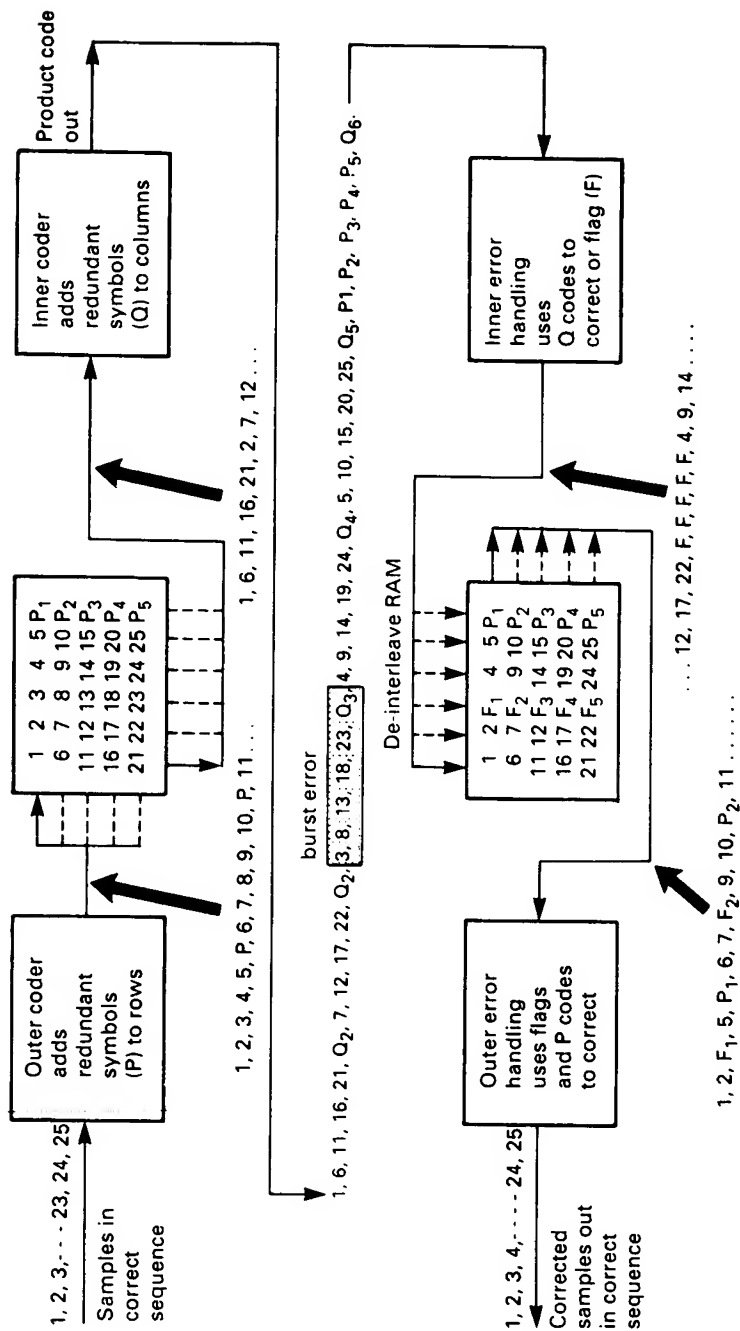 1, 2, 3, - - - 23, 24, 25
Samples in
correct
sequence
Outer coder
adds
redundant
symbols
(P) to rows
1, 2, 3, 4, 5, P, 6, 7, 8, 9, 10, P, 11 . . . .
1 2 3 4 5 P₁
6 7 8 9 10 P₂
11 12 13 14 15 P₃
16 17 18 19 20 P₄
21 22 23 24 25 P₅
1, 6, 11, 16, 21, 2, 7, 12 . . . .
Inner coder
adds
redundant
symbols
(Q) to columns
Product code
out
burst error
1, 6, 11, 16, 21, Q₂, 7, 12, 17, 22, Q₂, 3, 8, 13, 18, 23, Q₃, 4, 9, 14, 19, 24, Q₄, 5, 10, 15, 20, 25, Q₅, P1, P₂, P₃, P₄, P₅, Q₆.
1, 2, 3, 4, - - - - 24, 25
Corrected
samples out
in correct
sequence
Outer error
handling
uses flags
and P codes
to correct
1, 2, F₁, 5, P₁, 6, 7, F₂, 9, 10, P₂, 11 . . . . . .
De-interleave RAM
1 2 F₁ 4 5 P₁
6 7 F₂ 9 10 P₂
11 12 F₃ 14 15 P₃
16 17 F₄ 19 20 P₄
21 22 F₅ 24 25 P₅
. . . 12, 17, 22, F, F, F, F, F, 4, 9, 14 . . . . .
Inner error
handling
uses
Q codes to
correct or flag (F)